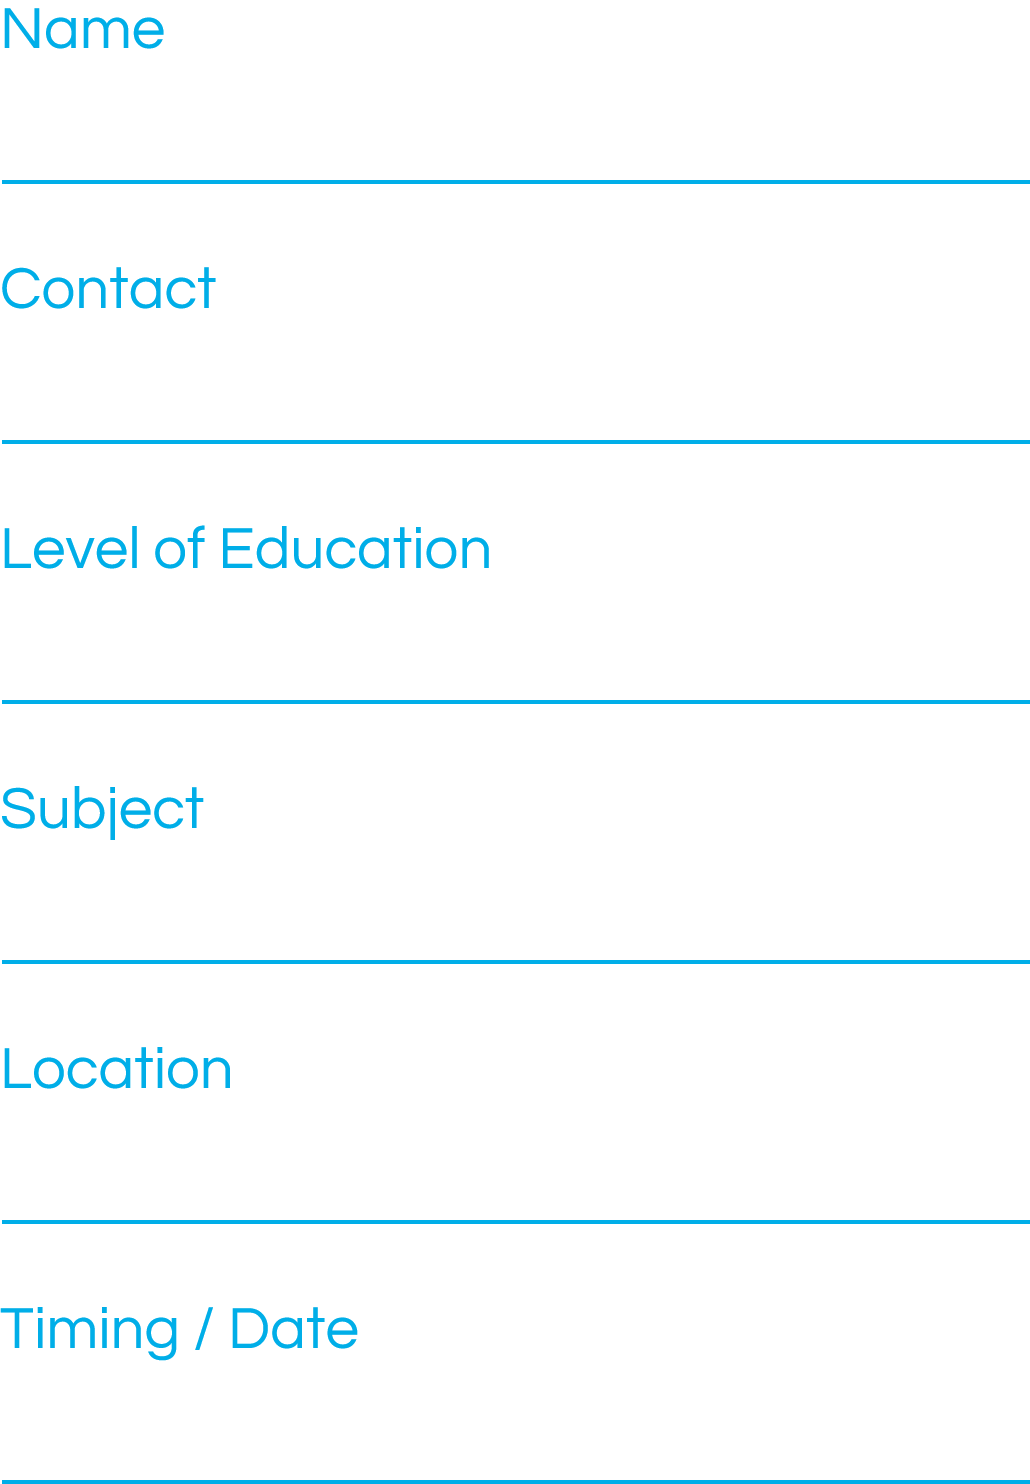 Name
Contact
Level of Education
Subject
Location
Timing / Date